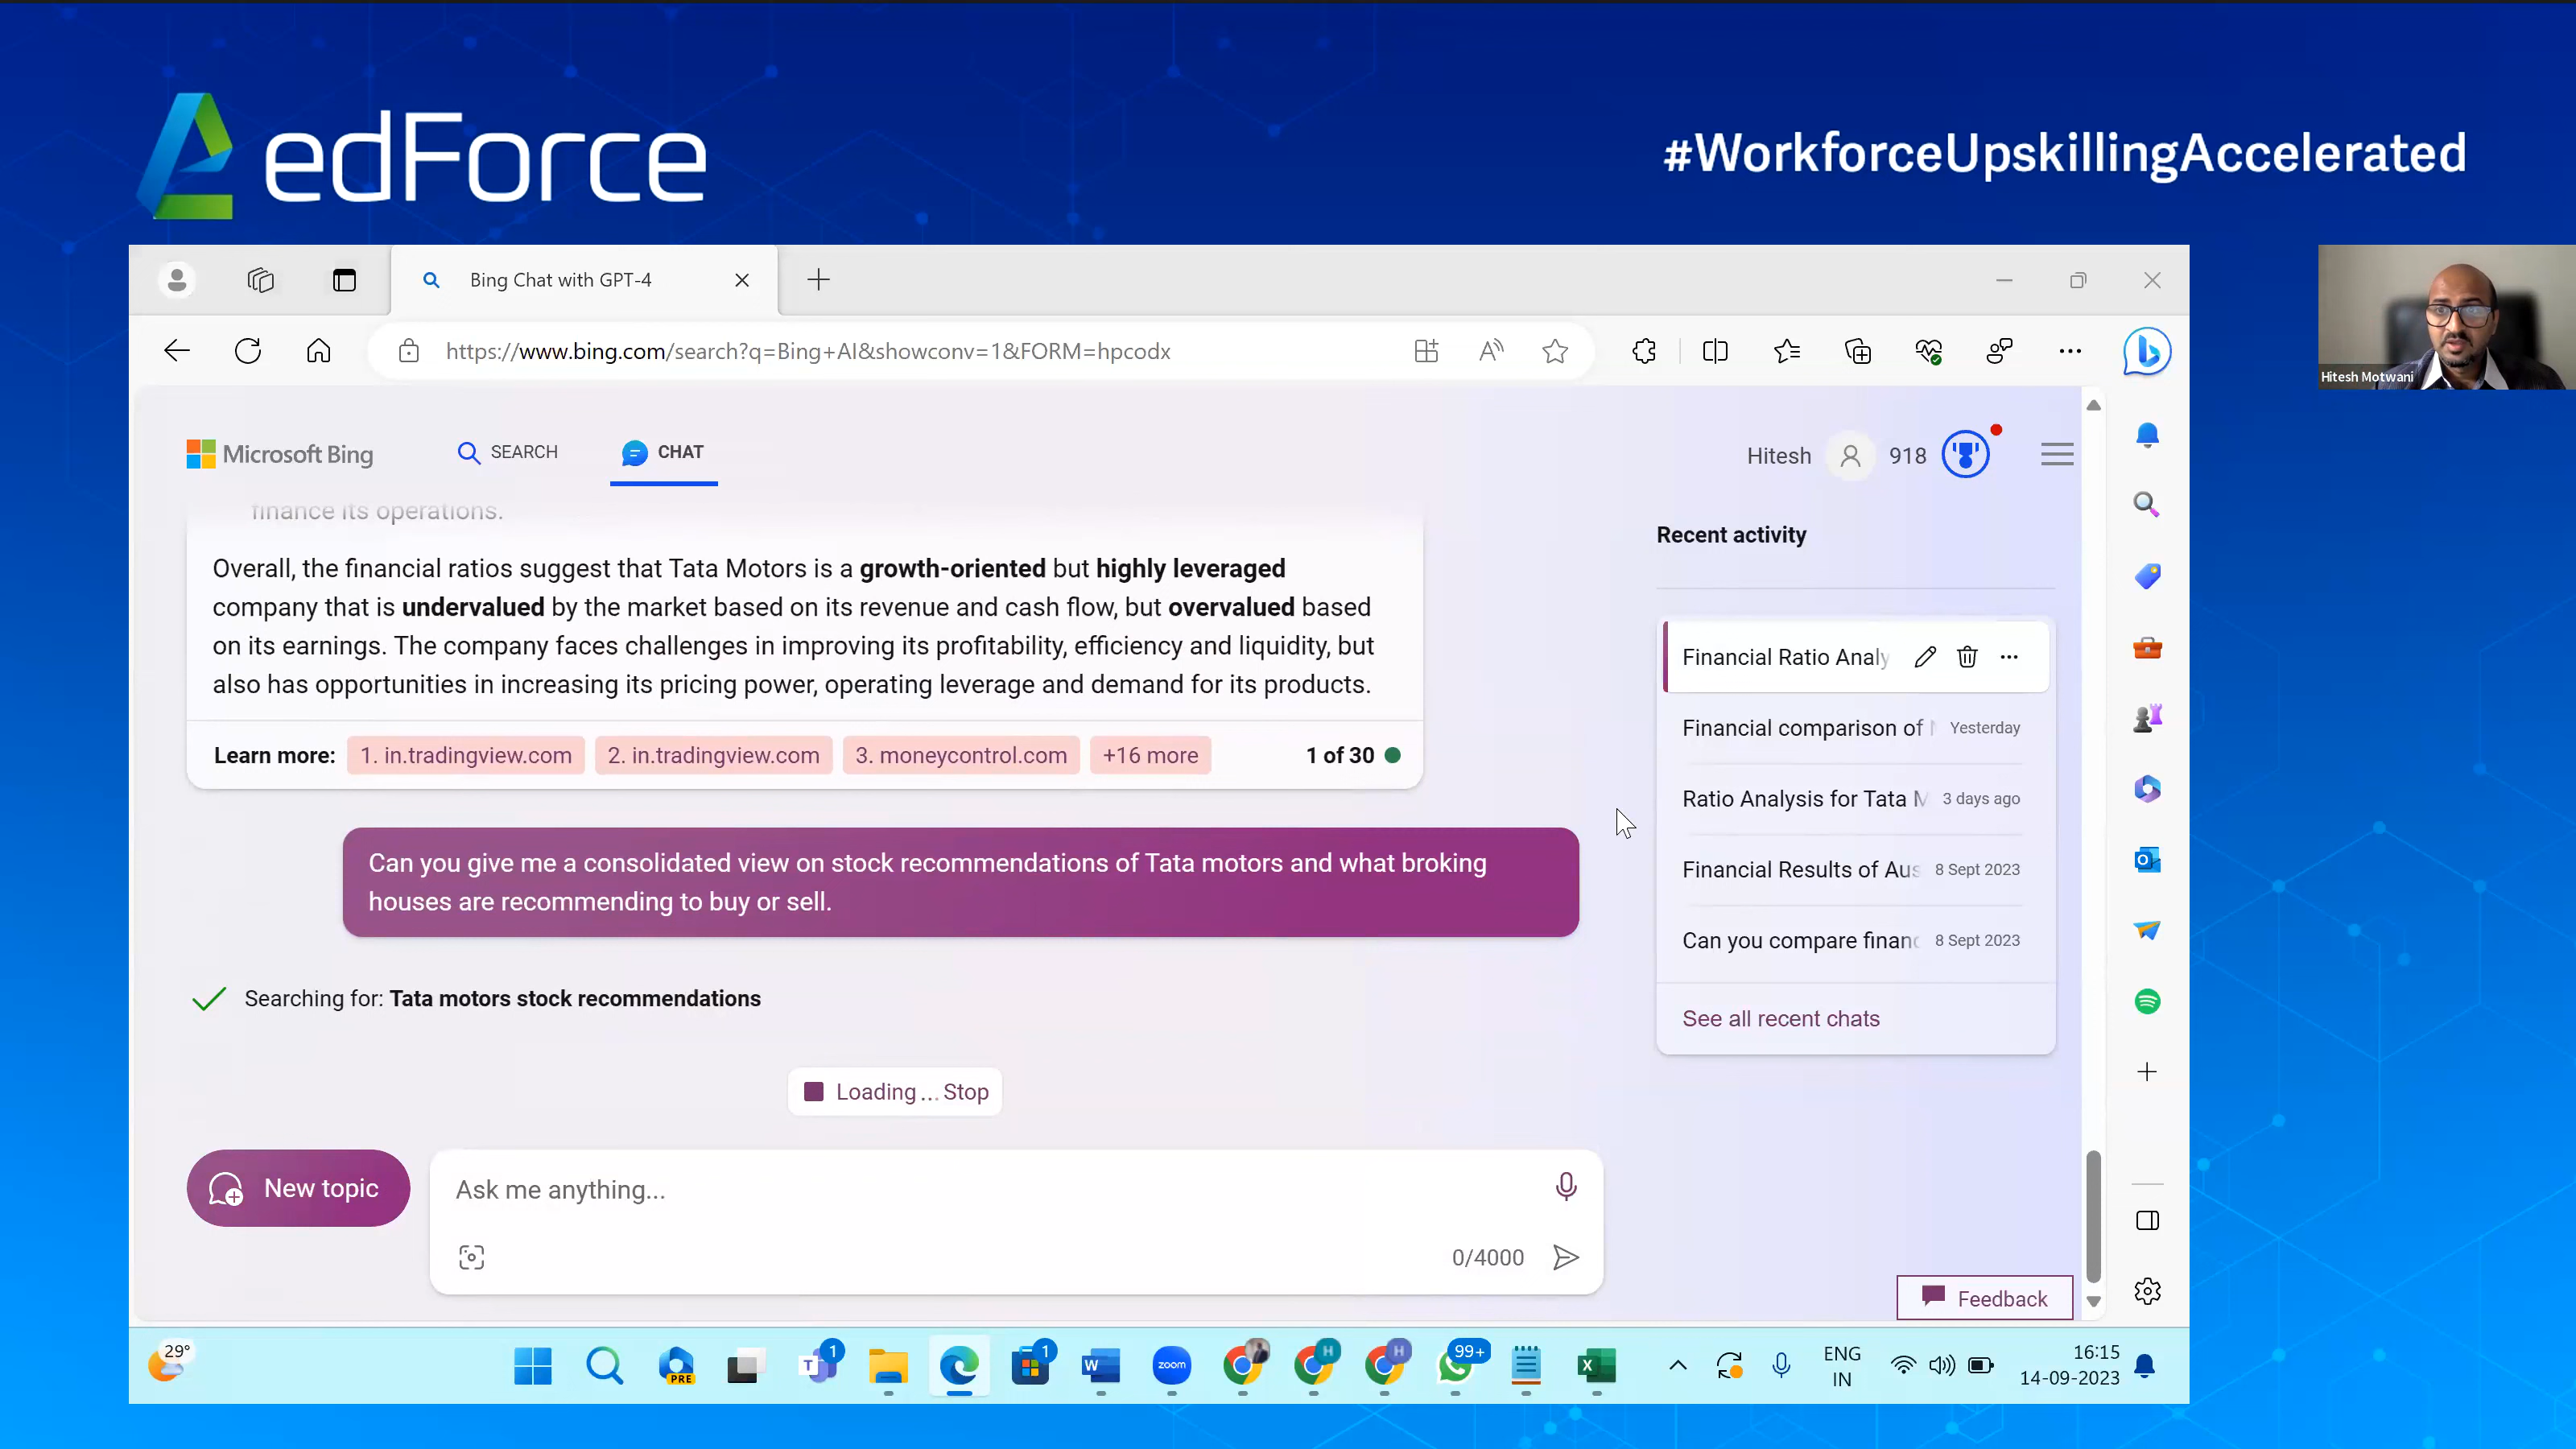 edForce
#WorkforceUpskillingAccelerated
Bing Chat with GPT-4
https://www.bing.com/search?q=Bing+AI&showconv=1&FORM=hpcodx
Hitesh Motwani
Microsoft Bing
SEARCH
CHAT
Hitesh
918
finance its operations.
Overall, the financial ratios suggest that Tata Motors is a growth-oriented but highly leveraged
company that is undervalued by the market based on its revenue and cash flow, but overvalued based
on its earnings. The company faces challenges in improving its profitability, efficiency and liquidity, but
also has opportunities in increasing its pricing power, operating leverage and demand for its products.
Learn more: 1. in.tradingview.com 2. in.tradingview.com 3. moneycontrol.com +16 more 1 of 30
Can you give me a consolidated view on stock recommendations of Tata motors and what broking
houses are recommending to buy or sell.
Searching for: Tata motors stock recommendations
Loading... Stop
New topic
Ask me anything...
0/4000
Recent activity
Financial Ratio Analy
Financial comparison of Yesterday
Ratio Analysis for Tata M 3 days ago
Financial Results of Aus 8 Sept 2023
Can you compare financ 8 Sept 2023
See all recent chats
Feedback
29°
PRE
T 1
1
W
zoom
H
H
99+
X
ENG
IN
16:15
14-09-2023